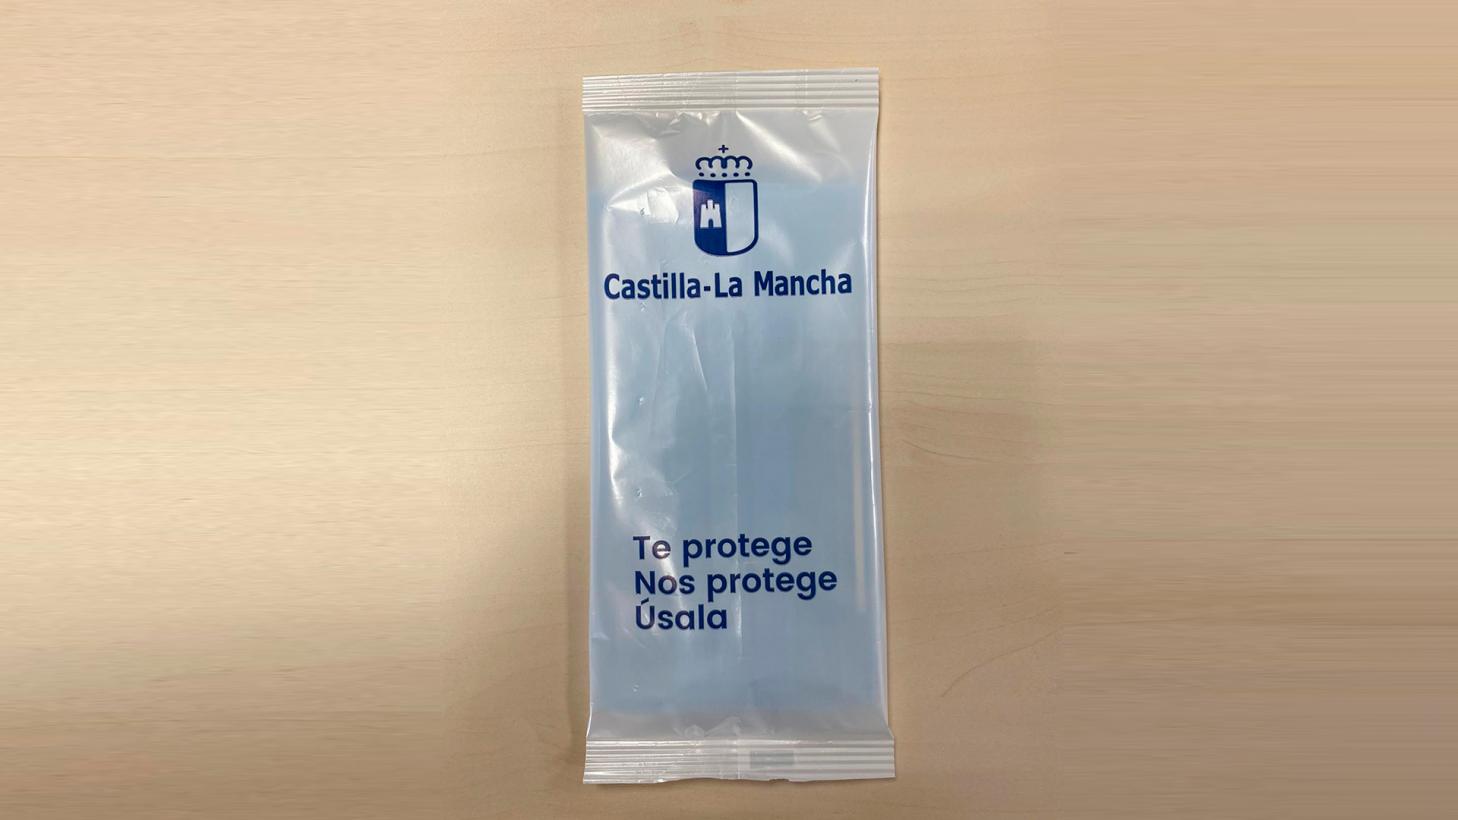 Castilla-La Mancha
Te protege
Nos protege
Úsala